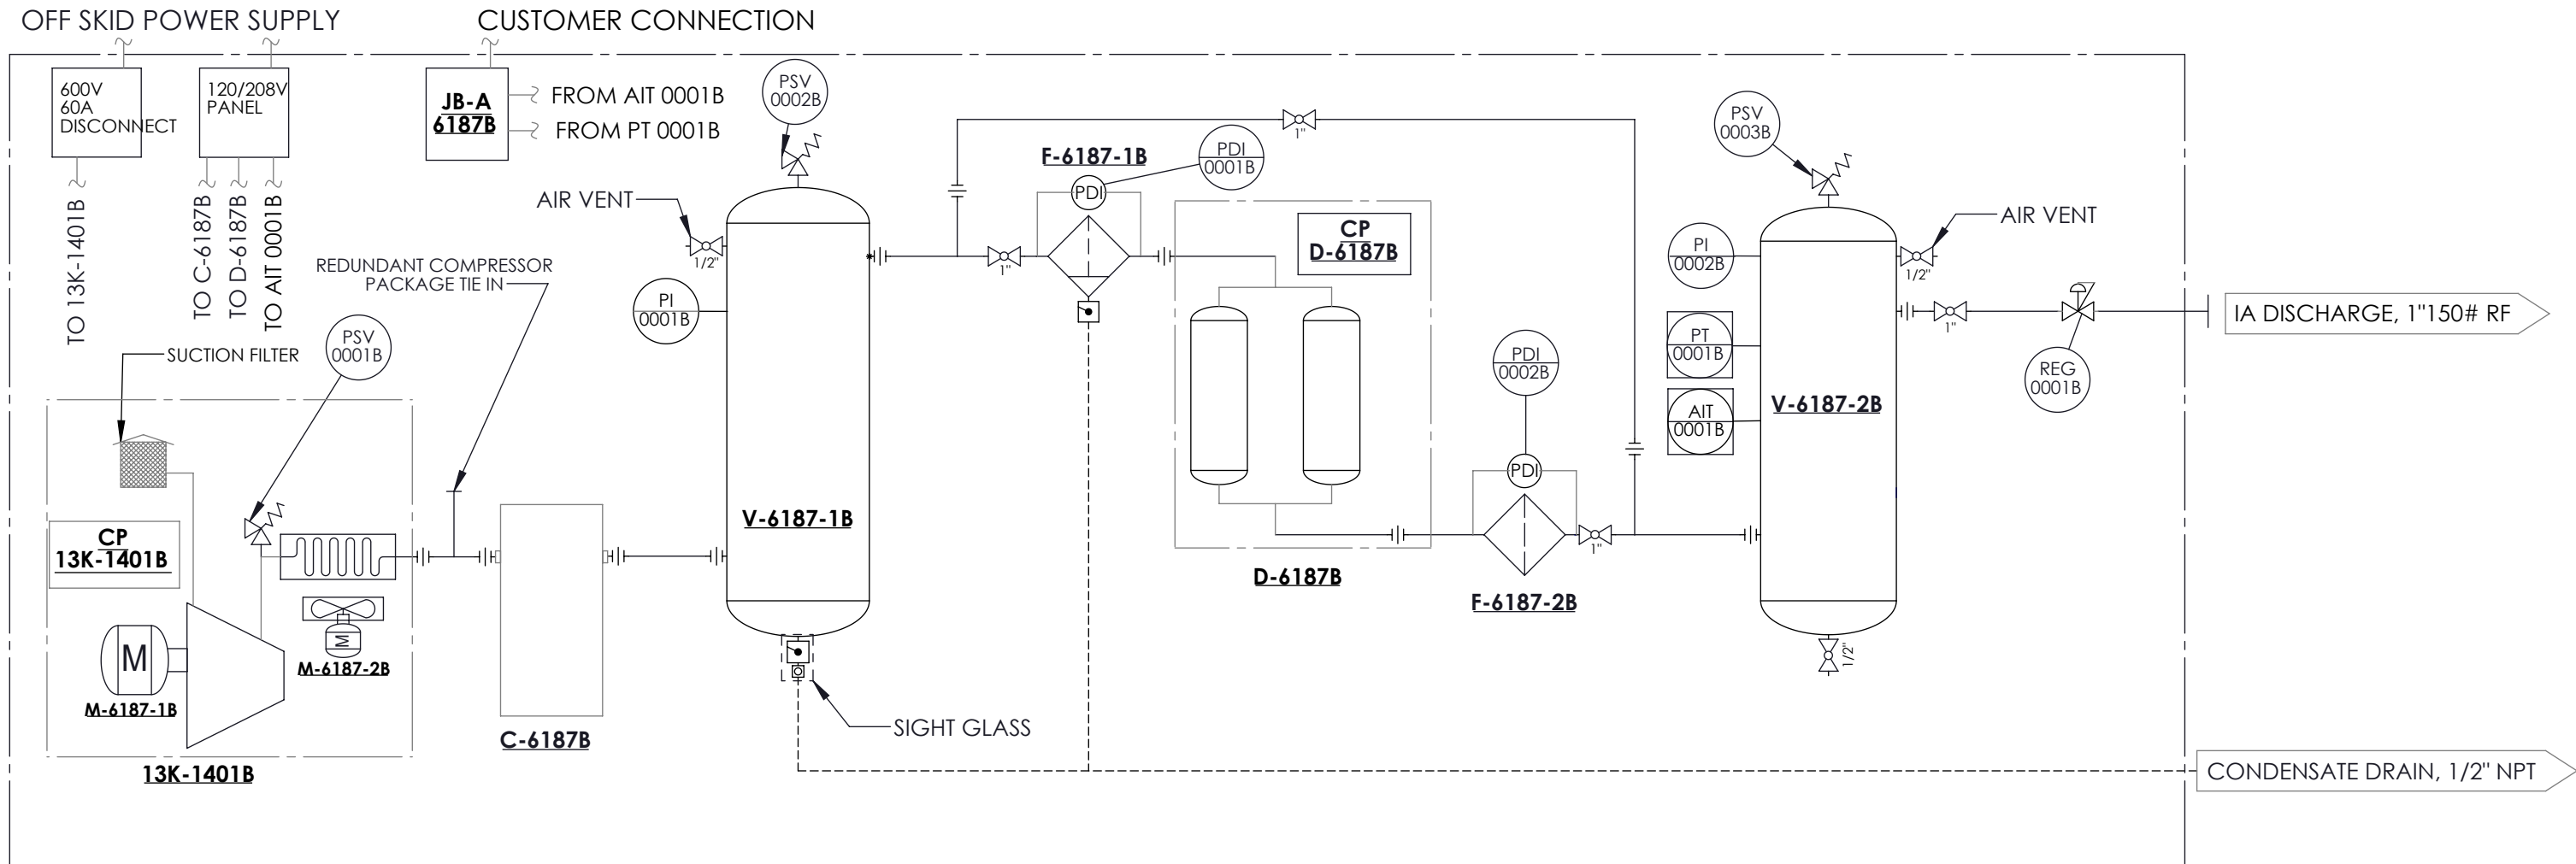 OFF SKID POWER SUPPLY
CUSTOMER CONNECTION
600V
60A
DISCONNECT
120/208V
PANEL
JB-A
6187B
FROM AIT 0001B
FROM PT 0001B
TO 13K-1401B
TO C-6187B
TO D-6187B
TO AIT 0001B
PSV
0002B
AIR VENT
1/2"
PI
0001B
REDUNDANT COMPRESSOR
PACKAGE TIE IN
SUCTION FILTER
PSV
0001B
CP
13K-1401B
M
M-6187-1B
M
M-6187-2B
13K-1401B
C-6187B
V-6187-1B
SIGHT GLASS
F-6187-1B
PDI
PDI
0001B
1"
1"
CP
D-6187B
D-6187B
PDI
0002B
PDI
F-6187-2B
1"
PSV
0003B
AIR VENT
1/2"
PI
0002B
PT
0001B
AIT
0001B
V-6187-2B
1/2"
1"
REG
0001B
IA DISCHARGE, 1"150# RF
CONDENSATE DRAIN, 1/2" NPT